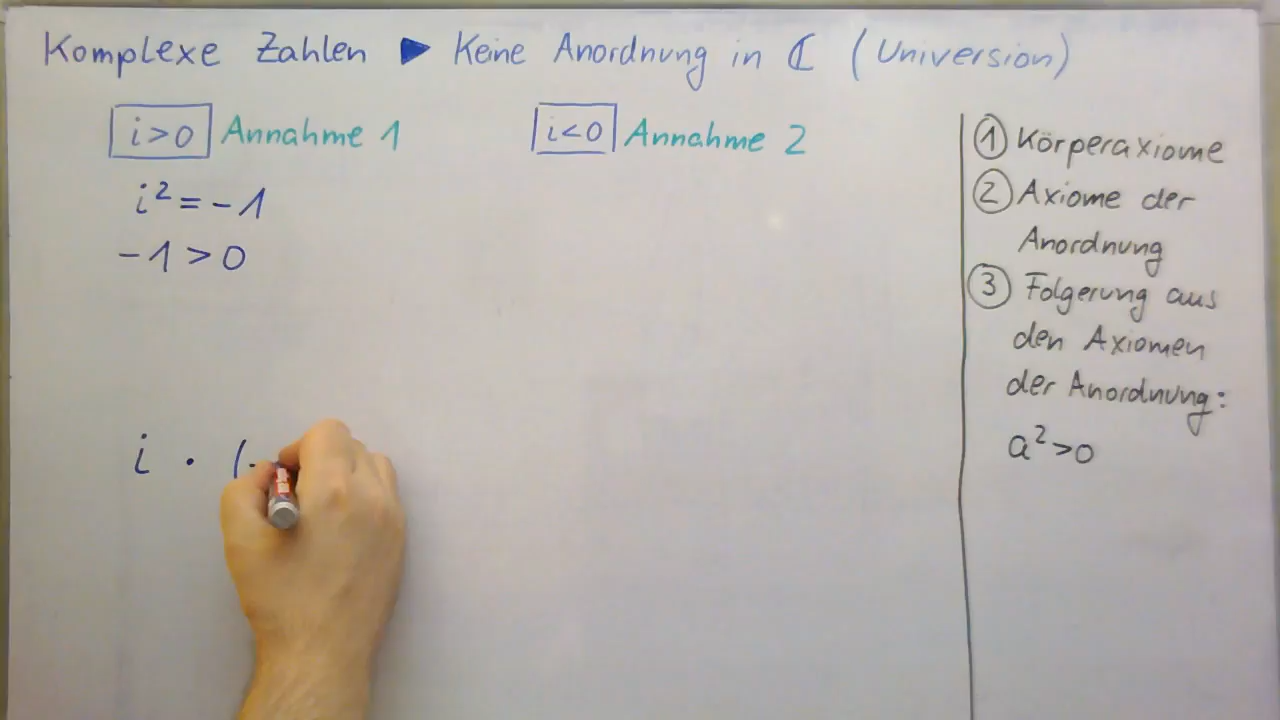 Komplexe Zahlen ▶ Keine Anordnung in ℂ (Universion)
i>0 Annahme 1
i² = -1
-1 > 0
i · (-
i<0 Annahme 2
① Körperaxiome
② Axiome der
Anordnung
③ Folgerung aus
den Axiomen
der Anordnung:
a²>0